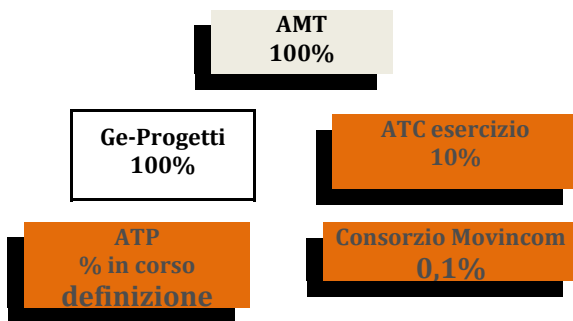 AMT
100%
Ge-Progetti
100%
ATC esercizio
10%
ATP
% in corso
definizione
Consorzio Movincom
0,1%